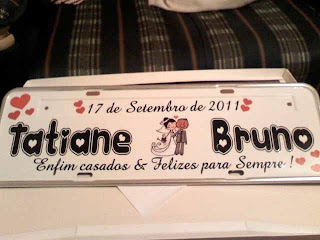 17 de Setembro de 2011
Tatiane Bruno
Enfim casados & Felizes para Sempre !